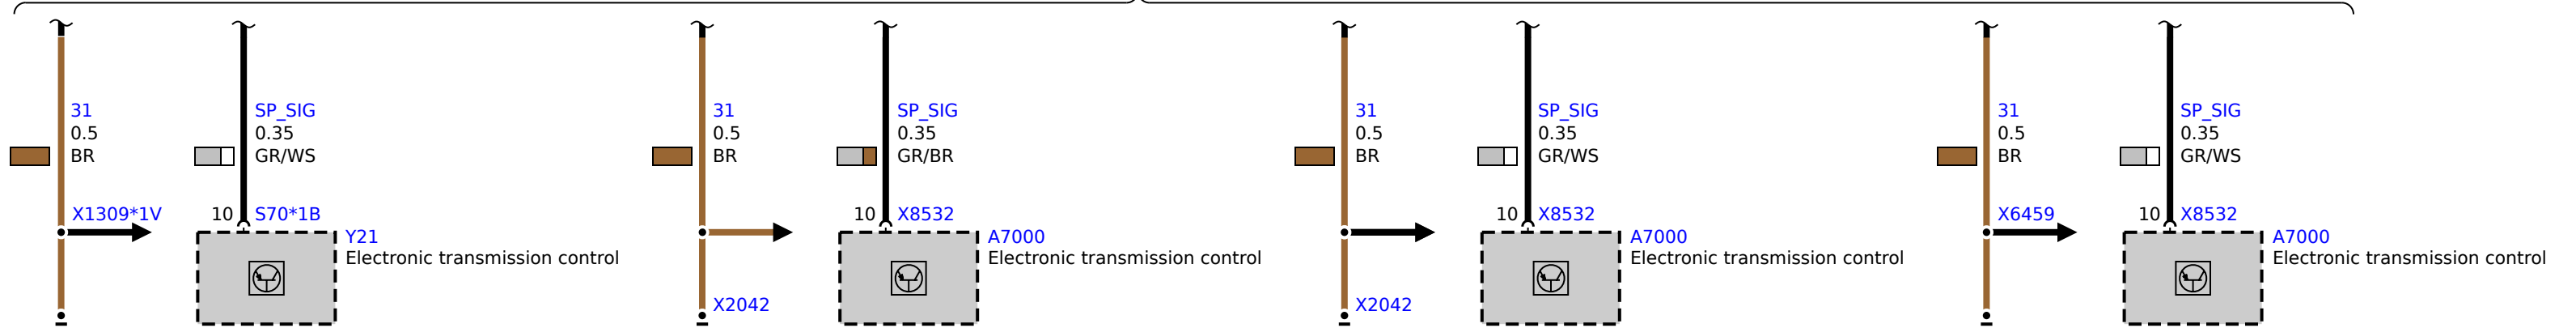 31
0.5
BR
X1309*1V
SP_SIG
0.35
GR/WS
10 S70*1B
Y21
Electronic transmission control
31
0.5
BR
X2042
SP_SIG
0.35
GR/BR
10 X8532
A7000
Electronic transmission control
31
0.5
BR
X2042
SP_SIG
0.35
GR/WS
10 X8532
A7000
Electronic transmission control
31
0.5
BR
X6459
SP_SIG
0.35
GR/WS
10 X8532
A7000
Electronic transmission control